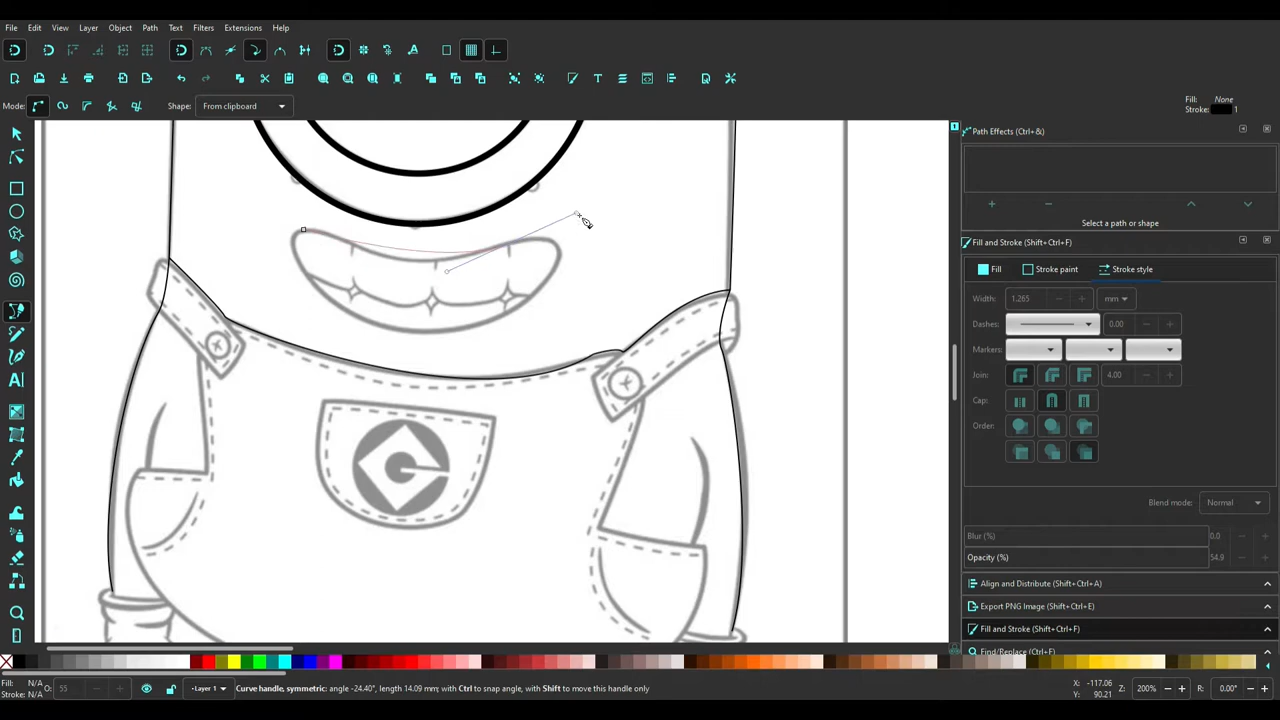 File Edit View Layer Object Path Text Filters Extensions Help
Mode: Shape: From clipboard
Fill: None
Stroke: 1
Path Effects (Ctrl+&)
Select a path or shape
Fill and Stroke (Shift+Ctrl+F)
Fill Stroke paint Stroke style
Width: 1.265 mm
Dashes: 0.00
Markers:
Join: 4.00
Cap:
Order:
Blend mode: Normal
Blur (%) 0.0
Opacity (%) 54.9
Align and Distribute (Shift+Ctrl+A)
Export PNG Image (Shift+Ctrl+E)
Fill and Stroke (Shift+Ctrl+F)
Find/Replace (Shift+Ctrl+F)
Fill: N/A
Stroke: N/A
O: 55
Layer 1
Curve handle, symmetric: angle -24.40°, length 14.09 mm; with Ctrl to snap angle, with Shift to move this handle only
X: -117.06
Y: 90.21
Z: 200%
R: 0.00°